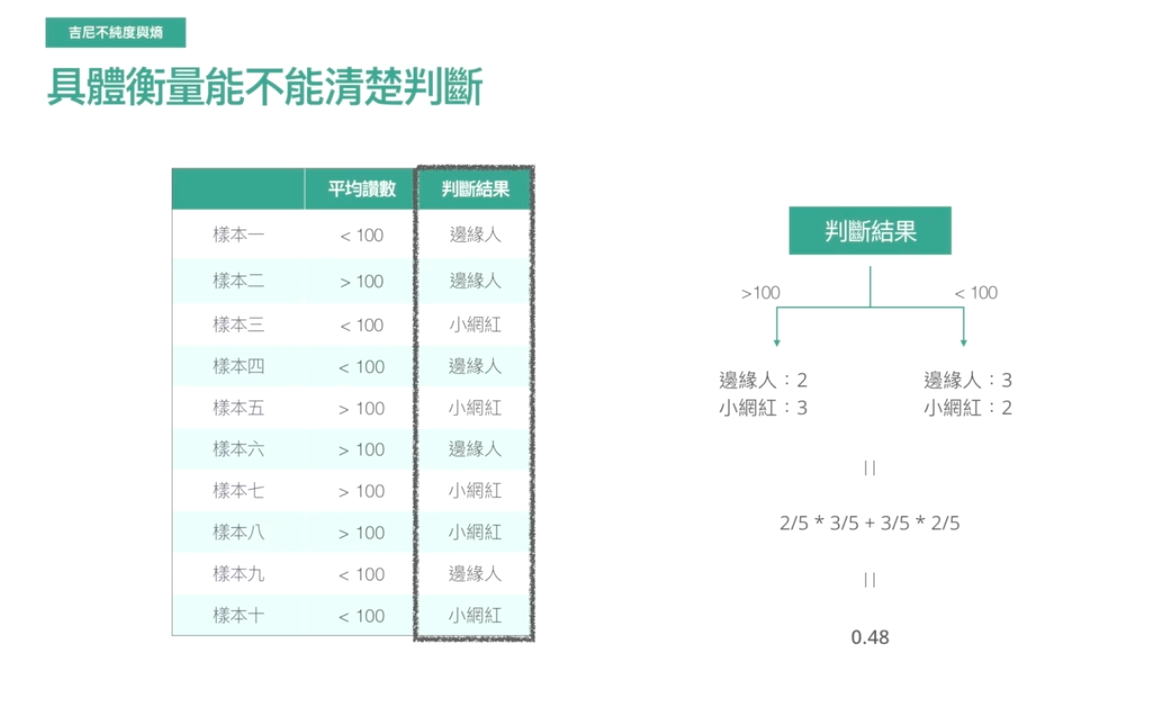 吉尼不純度與熵
具體衡量能不能清楚判斷
平均讚數 判斷結果
樣本一 < 100 邊緣人
樣本二 > 100 邊緣人
樣本三 < 100 小網紅
樣本四 < 100 邊緣人
樣本五 > 100 小網紅
樣本六 > 100 邊緣人
樣本七 > 100 小網紅
樣本八 > 100 小網紅
樣本九 < 100 邊緣人
樣本十 < 100 小網紅
判斷結果
>100 < 100
邊緣人：2 邊緣人：3
小網紅：3 小網紅：2
||
2/5 * 3/5 + 3/5 * 2/5
||
0.48